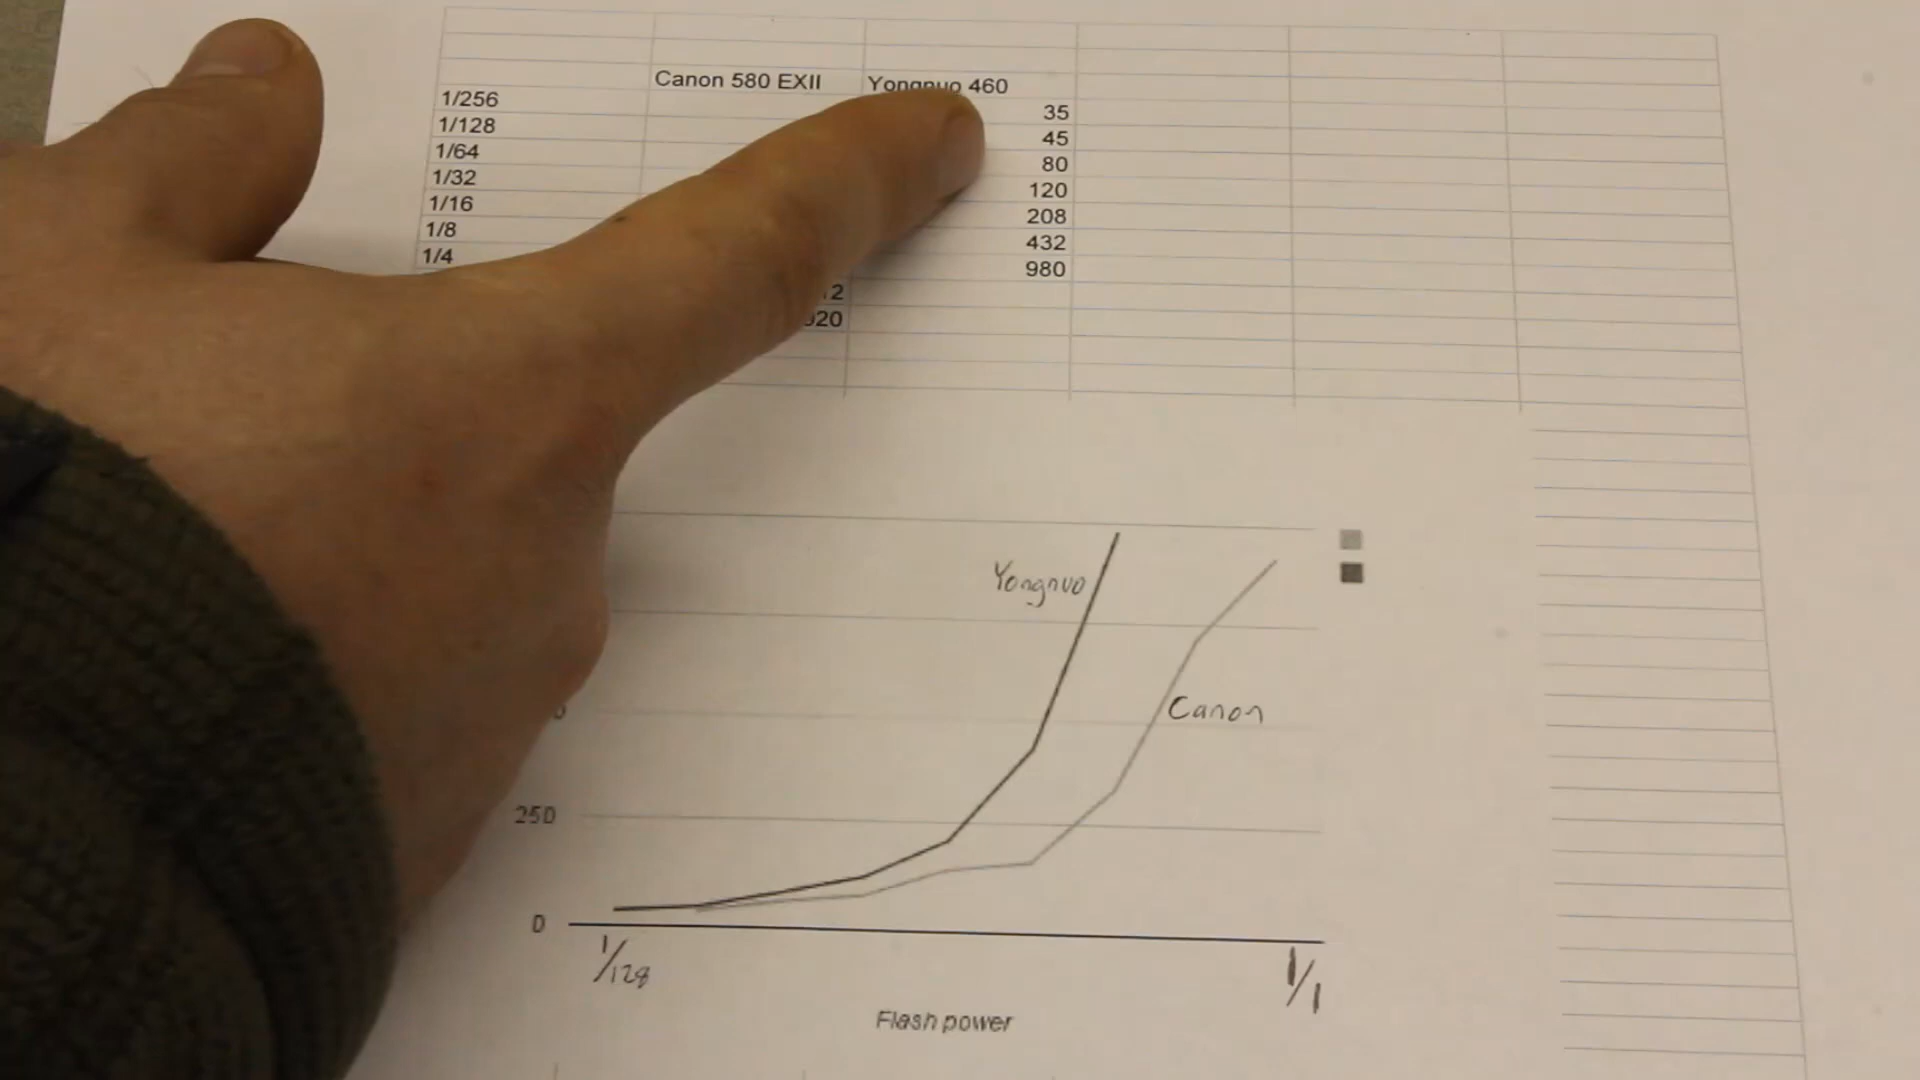 Canon 580 EXII Yongnuo 460
1/256 35
1/128 45
1/64 80
1/32 120
1/16 208
1/8 432
1/4 980
Yongnuo
Canon
250
0
1/128 1/1
Flash power